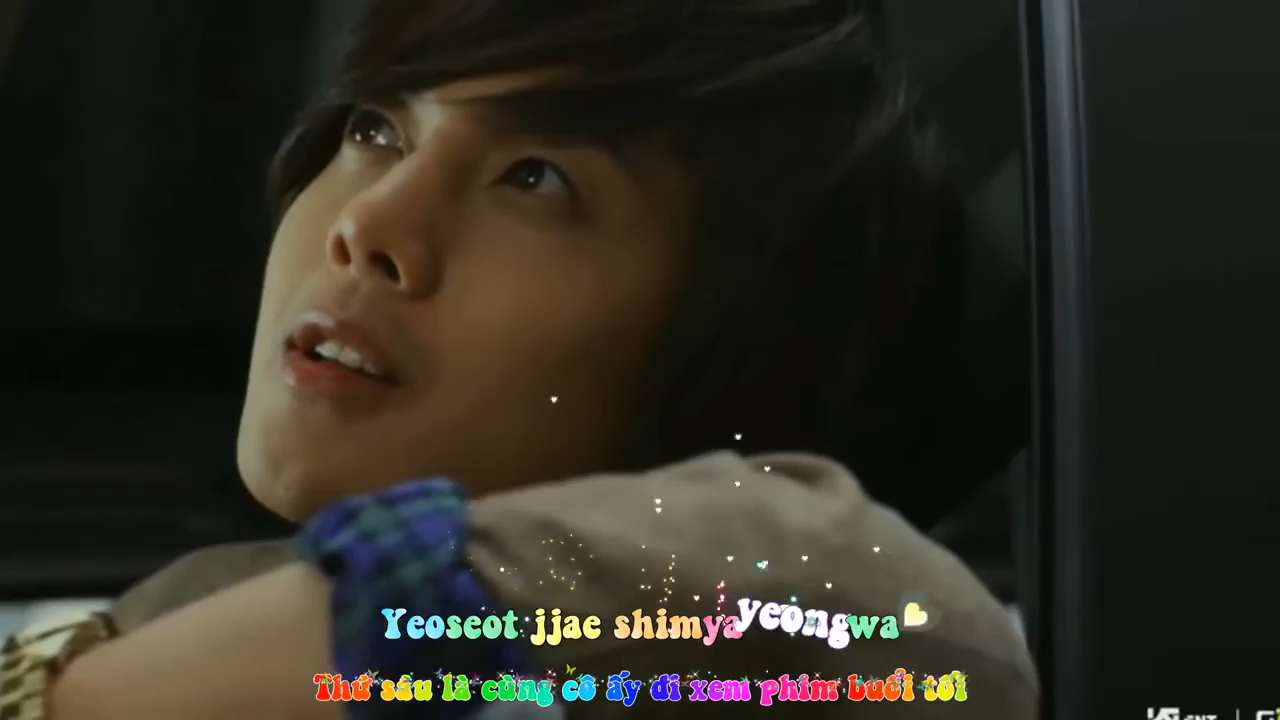 Yeoseot jjae shimya yeongwa
Thứ sáu là cùng cô ấy đi xem phim buổi tối